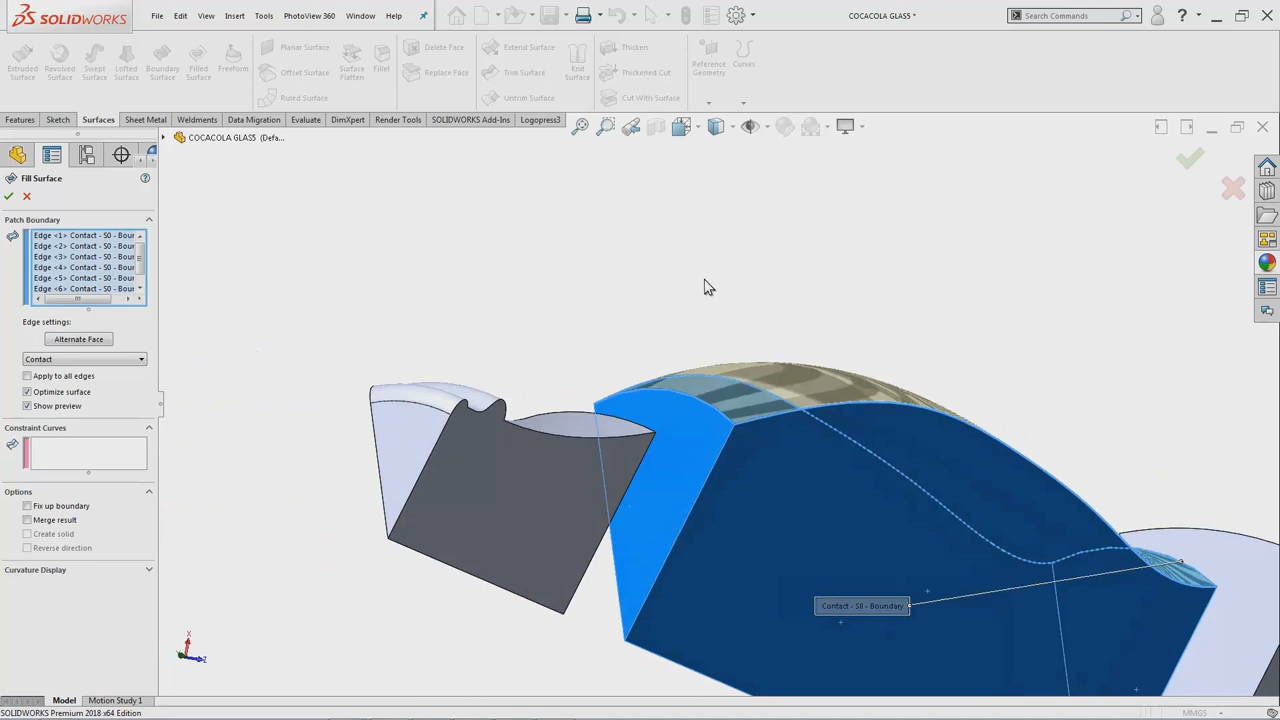 SOLIDWORKS File Edit View Insert Tools PhotoView 360 Window Help COCACOLA GLAS5 * Search Commands ?
Extruded Surface
Revolved Surface
Swept Surface
Lofted Surface
Boundary Surface
Filled Surface
Freeform
Planar Surface
Offset Surface
Ruled Surface
Surface Flatten
Fillet
Delete Face
Replace Face
Extend Surface
Trim Surface
Untrim Surface
Knit Surface
Thicken
Thickened Cut
Cut With Surface
Reference Geometry
Curves
Features Sketch Surfaces Sheet Metal Weldments Data Migration Evaluate DimXpert Render Tools SOLIDWORKS Add-Ins Logopress3
COCACOLA GLAS5 (Defa...
Fill Surface
Patch Boundary
Edge <1> Contact - S0 - Boun
Edge <2> Contact - S0 - Boun
Edge <3> Contact - S0 - Boun
Edge <4> Contact - S0 - Boun
Edge <5> Contact - S0 - Boun
Edge <6> Contact - S0 - Boun
Edge settings:
Alternate Face
Contact
Apply to all edges
Optimize surface
Show preview
Constraint Curves
Options
Fix up boundary
Merge result
Create solid
Reverse direction
Curvature Display
Contact - S0 - Boundary
X
Z
Model Motion Study 1
SOLIDWORKS Premium 2018 x64 Edition MMGS -